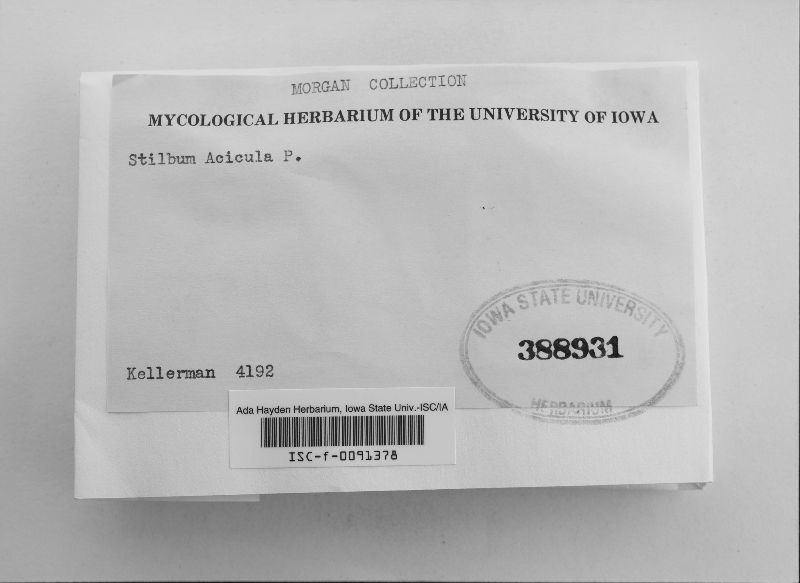 MORGAN COLLECTION
MYCOLOGICAL HERBARIUM OF THE UNIVERSITY OF IOWA
Stilbum Acicula P.
IOWA STATE UNIVERSITY
388931
HERBARIUM
Kellerman 4192
Ada Hayden Herbarium, Iowa State Univ.-ISC/IA
ISC-f-0091378